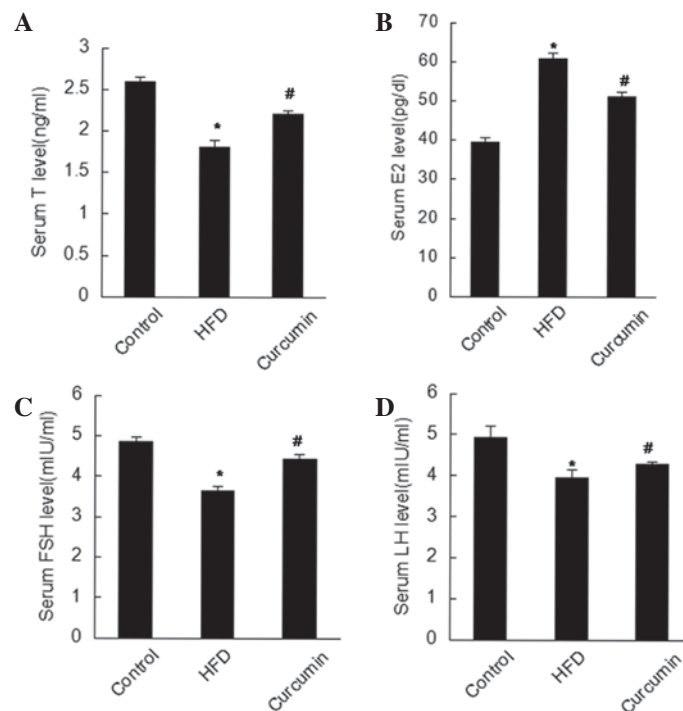 A
Serum T level(ng/ml)
3
2.5
2
1.5
1
0.5
0
*
#
Control
HFD
Curcumin
B
Serum E2 level(pg/dl)
70
60
50
40
30
20
10
0
*
#
Control
HFD
Curcumin
C
Serum FSH level(mIU/ml)
6
5
4
3
2
1
0
*
#
Control
HFD
Curcumin
D
Serum LH level(mIU/ml)
6
5
4
3
2
1
0
*
#
Control
HFD
Curcumin